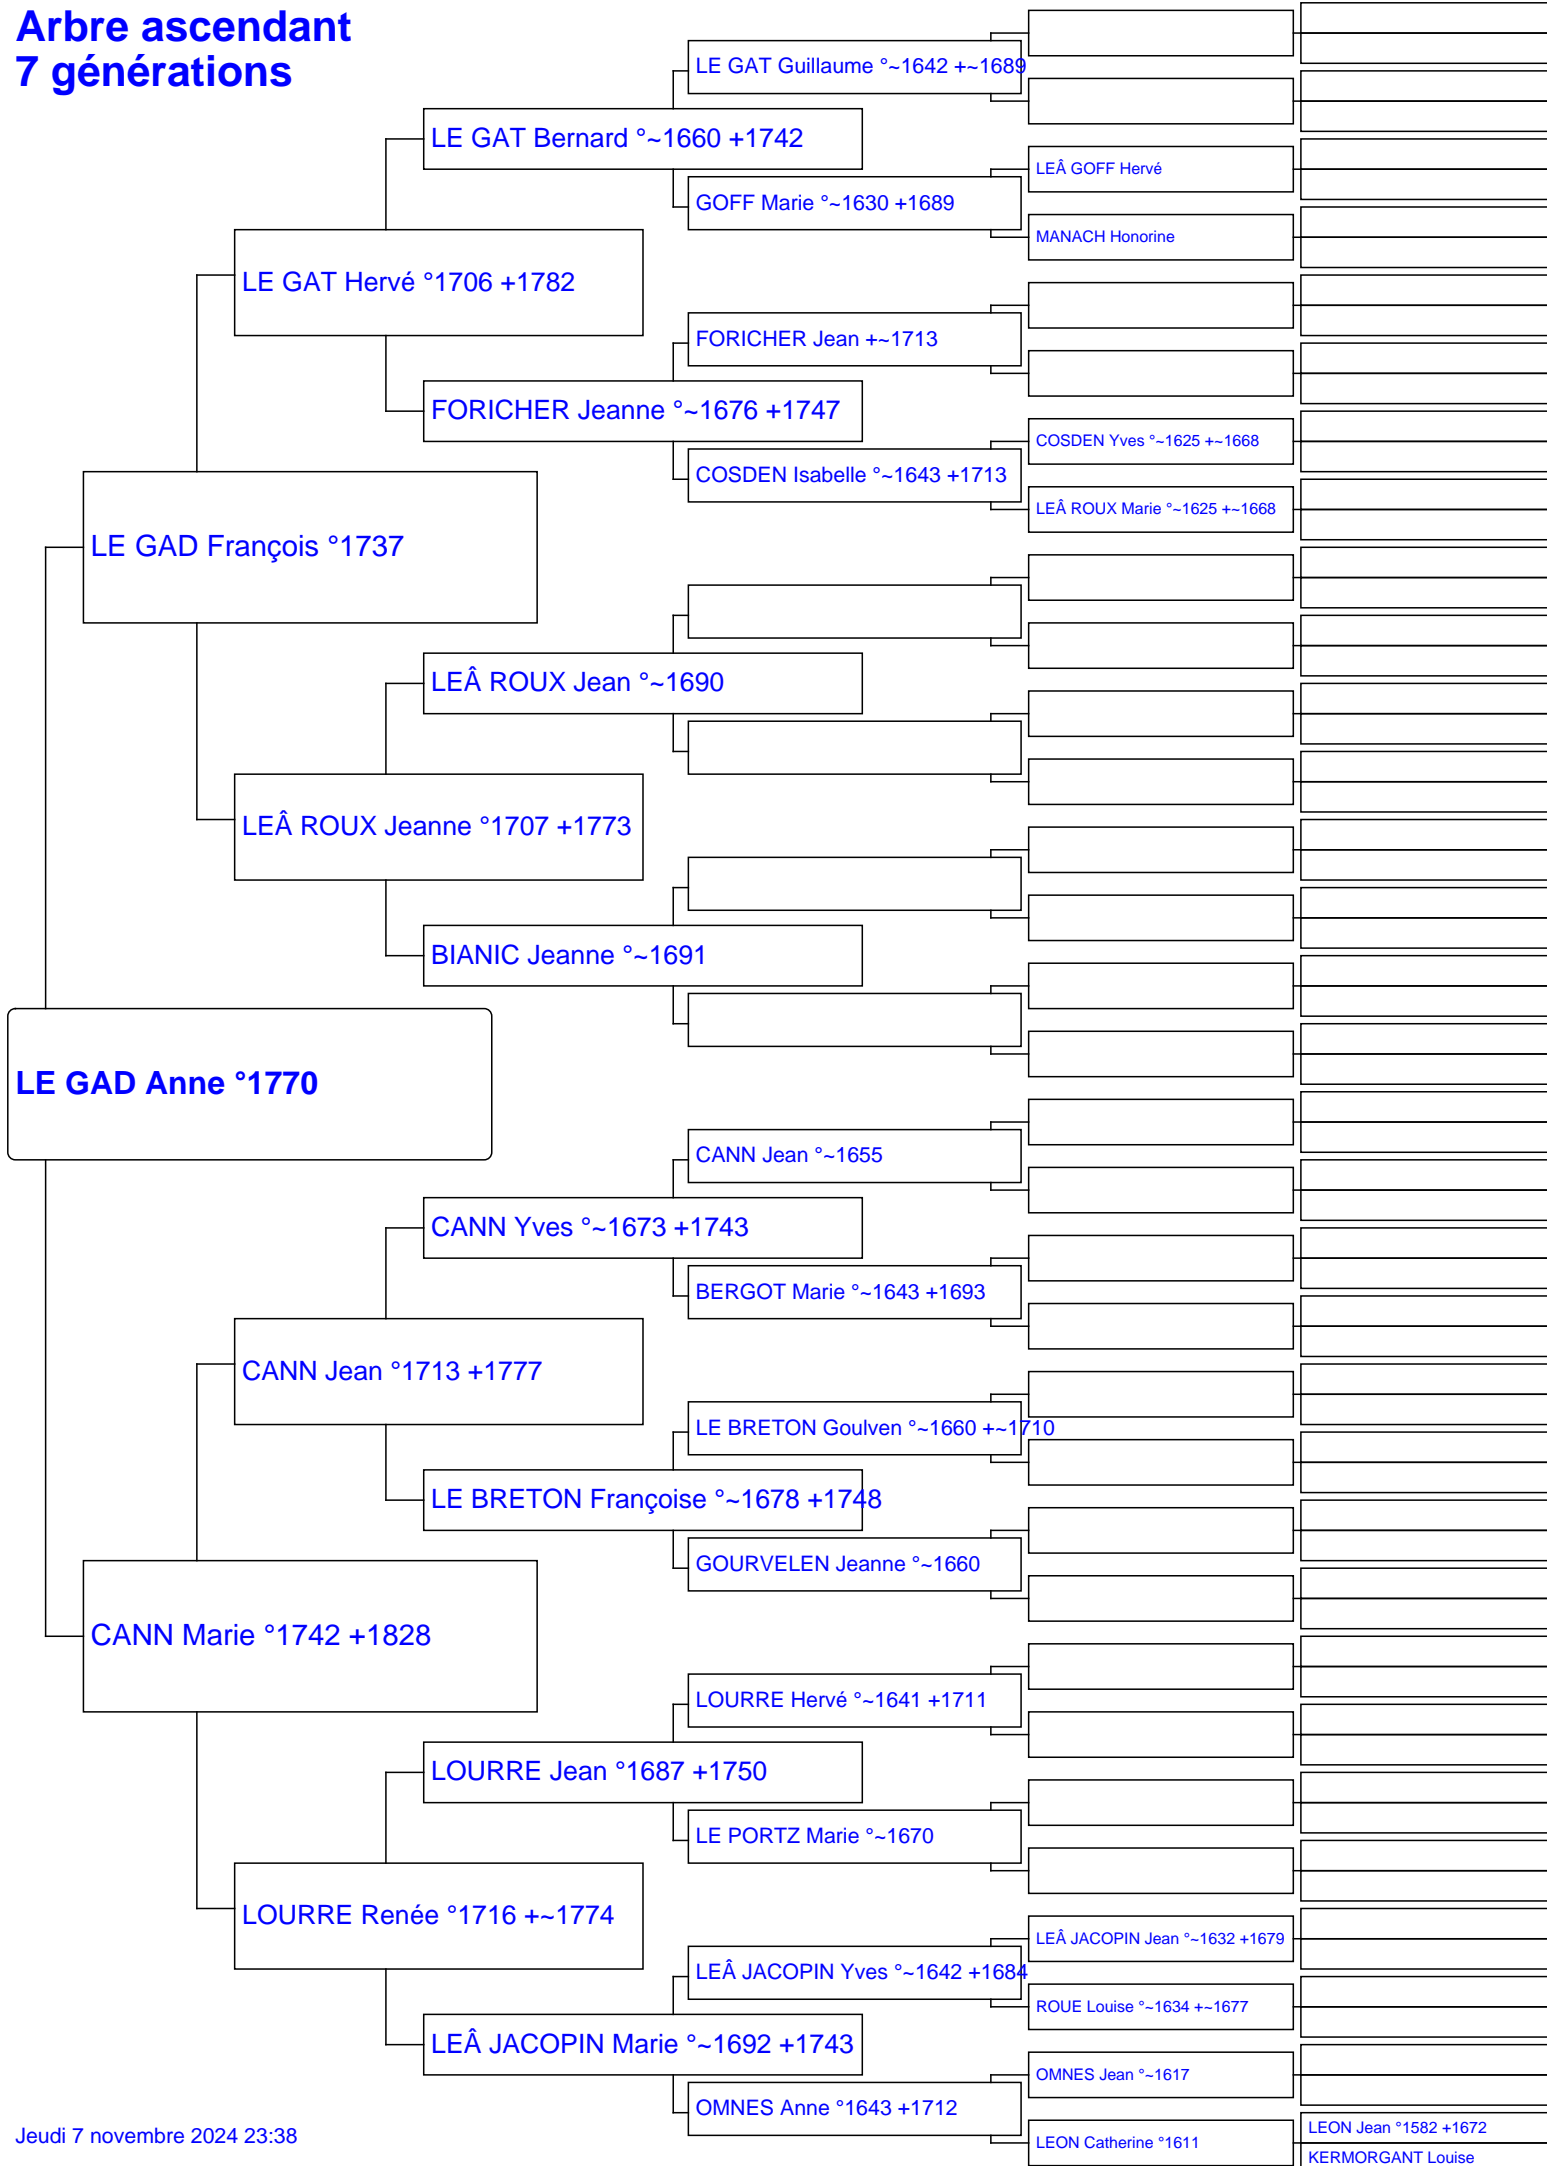 Arbre ascendant
7 générations
LE GAT Guillaume °~1642 +~1689
LE GAT Bernard °~1660 +1742
LEÂ GOFF Hervé
GOFF Marie °~1630 +1689
MANACH Honorine
LE GAT Hervé °1706 +1782
FORICHER Jean +~1713
FORICHER Jeanne °~1676 +1747
COSDEN Yves °~1625 +~1668
COSDEN Isabelle °~1643 +1713
LEÂ ROUX Marie °~1625 +~1668
LE GAD François °1737
LEÂ ROUX Jean °~1690
LEÂ ROUX Jeanne °1707 +1773
BIANIC Jeanne °~1691
LE GAD Anne °1770
CANN Jean °~1655
CANN Yves °~1673 +1743
BERGOT Marie °~1643 +1693
CANN Jean °1713 +1777
LE BRETON Goulven °~1660 +~1710
LE BRETON Françoise °~1678 +1748
GOURVELEN Jeanne °~1660
CANN Marie °1742 +1828
LOURRE Hervé °~1641 +1711
LOURRE Jean °1687 +1750
LE PORTZ Marie °~1670
LOURRE Renée °1716 +~1774
LEÂ JACOPIN Jean °~1632 +1679
LEÂ JACOPIN Yves °~1642 +1684
ROUE Louise °~1634 +~1677
LEÂ JACOPIN Marie °~1692 +1743
OMNES Jean °~1617
OMNES Anne °1643 +1712
LEON Jean °1582 +1672
LEON Catherine °1611
KERMORGANT Louise
Jeudi 7 novembre 2024 23:38